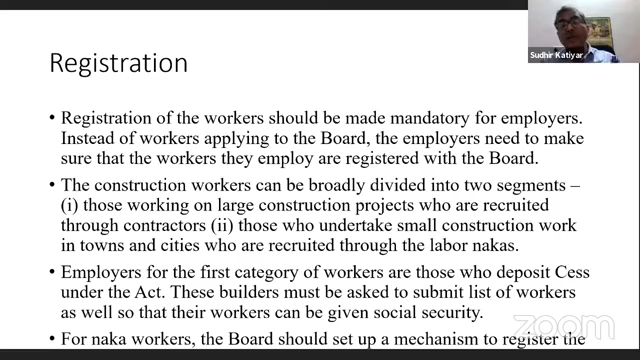 Sudhir Katiyar
Registration
• Registration of the workers should be made mandatory for employers.
Instead of workers applying to the Board, the employers need to make
sure that the workers they employ are registered with the Board.
• The construction workers can be broadly divided into two segments –
(i) those working on large construction projects who are recruited
through contractors (ii) those who undertake small construction work
in towns and cities who are recruited through the labor nakas.
• Employers for the first category of workers are those who deposit Cess
under the Act. These builders must be asked to submit list of workers
as well so that their workers can be given social security.
• For naka workers, the Board should set up a mechanism to register the
zoom